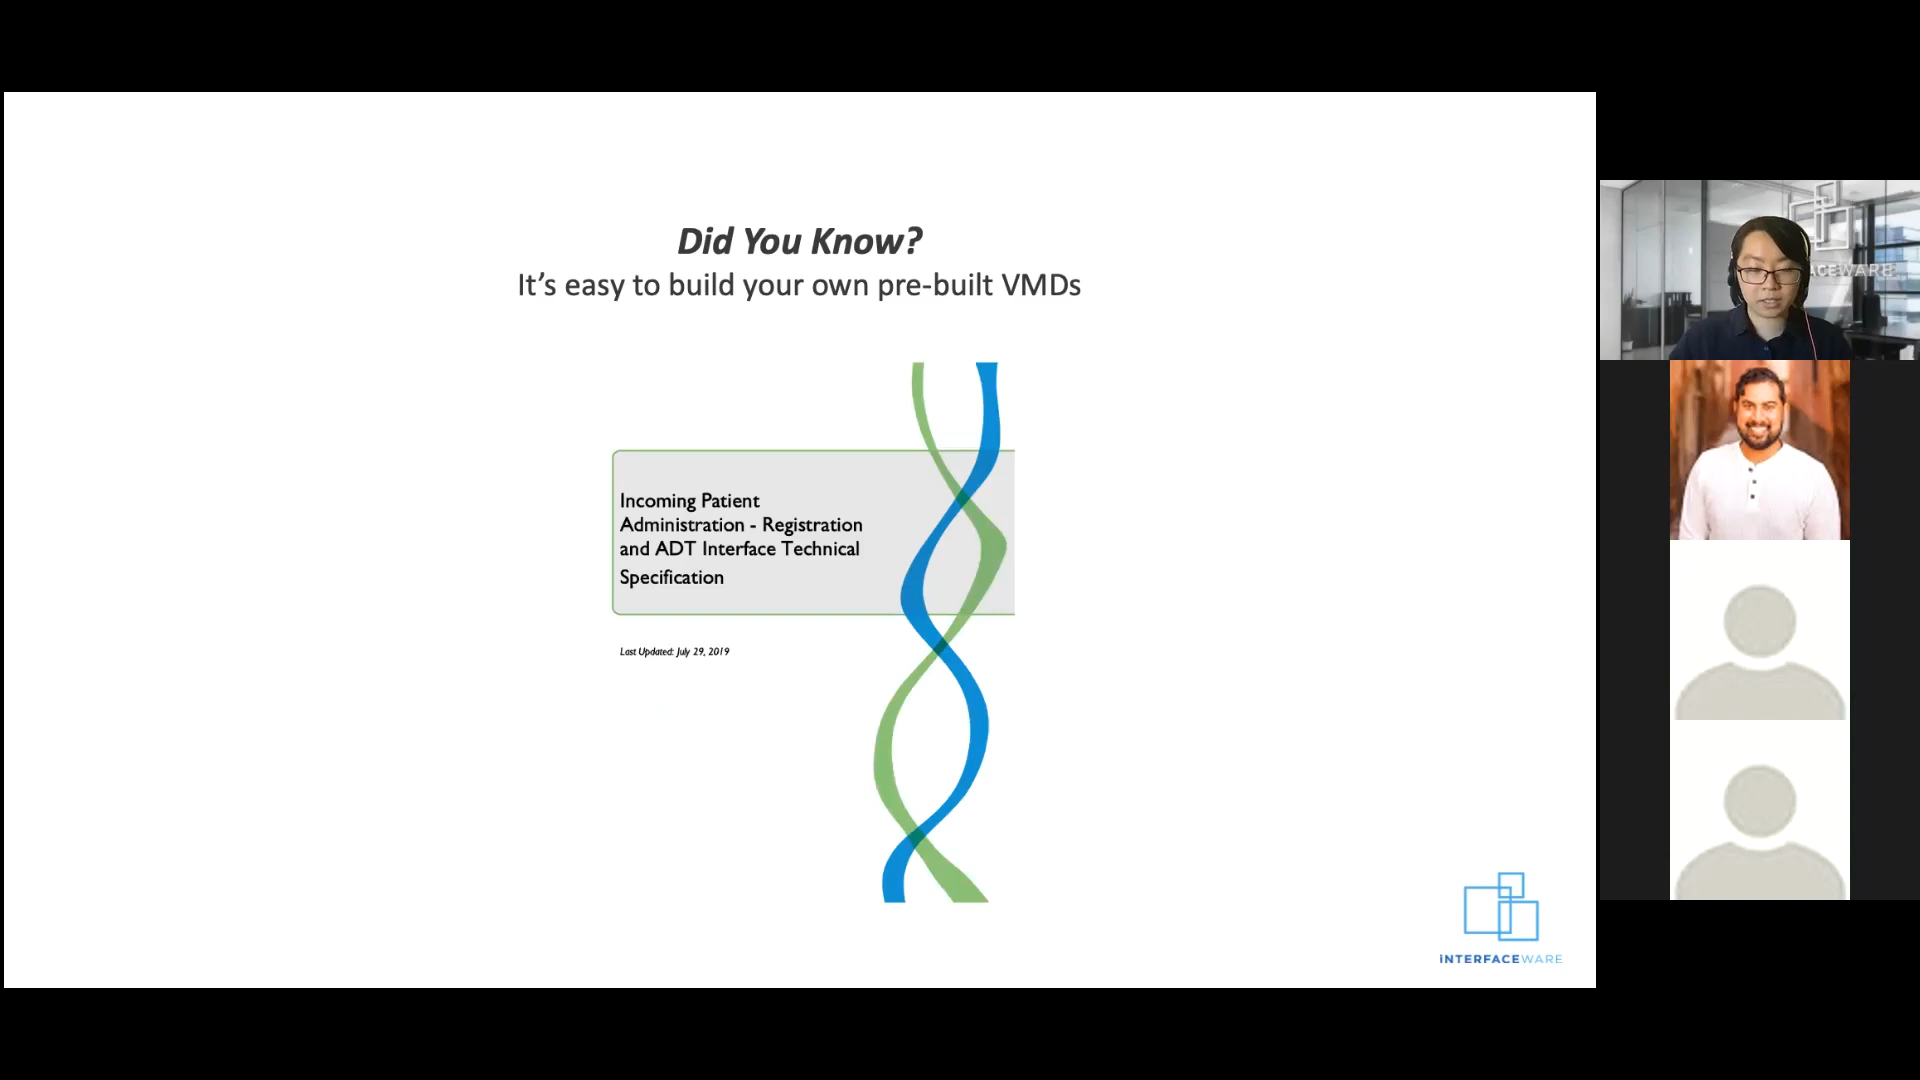 Did You Know?
It’s easy to build your own pre-built VMDs
Incoming Patient
Administration - Registration
and ADT Interface Technical
Specification
Last Updated: July 29, 2019
iNTERFACEWARE
ACEWARE